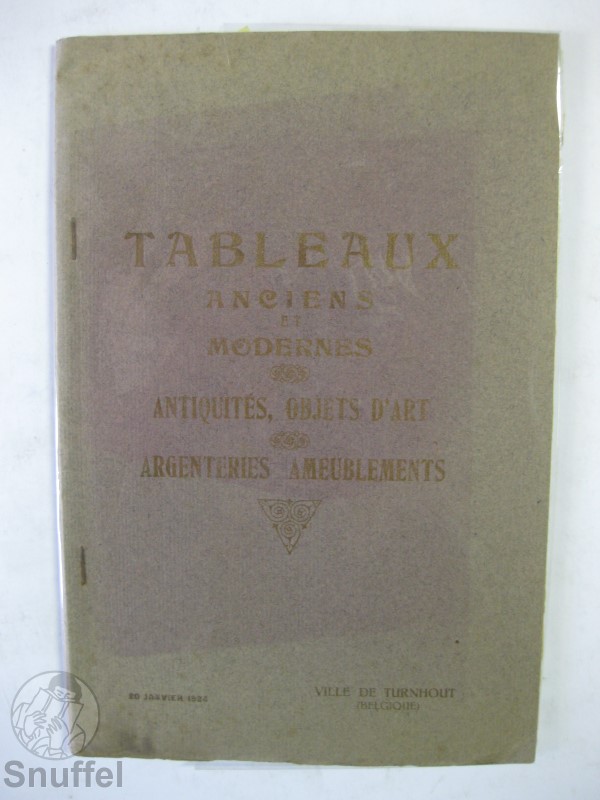 TABLEAUX
ANCIENS
ET
MODERNES
ANTIQUITÉS, OBJETS D'ART
ARGENTERIES AMEUBLEMENTS
20 JANVIER
VILLE DE TURNHOUT
(BELGIQUE)
Snuffel